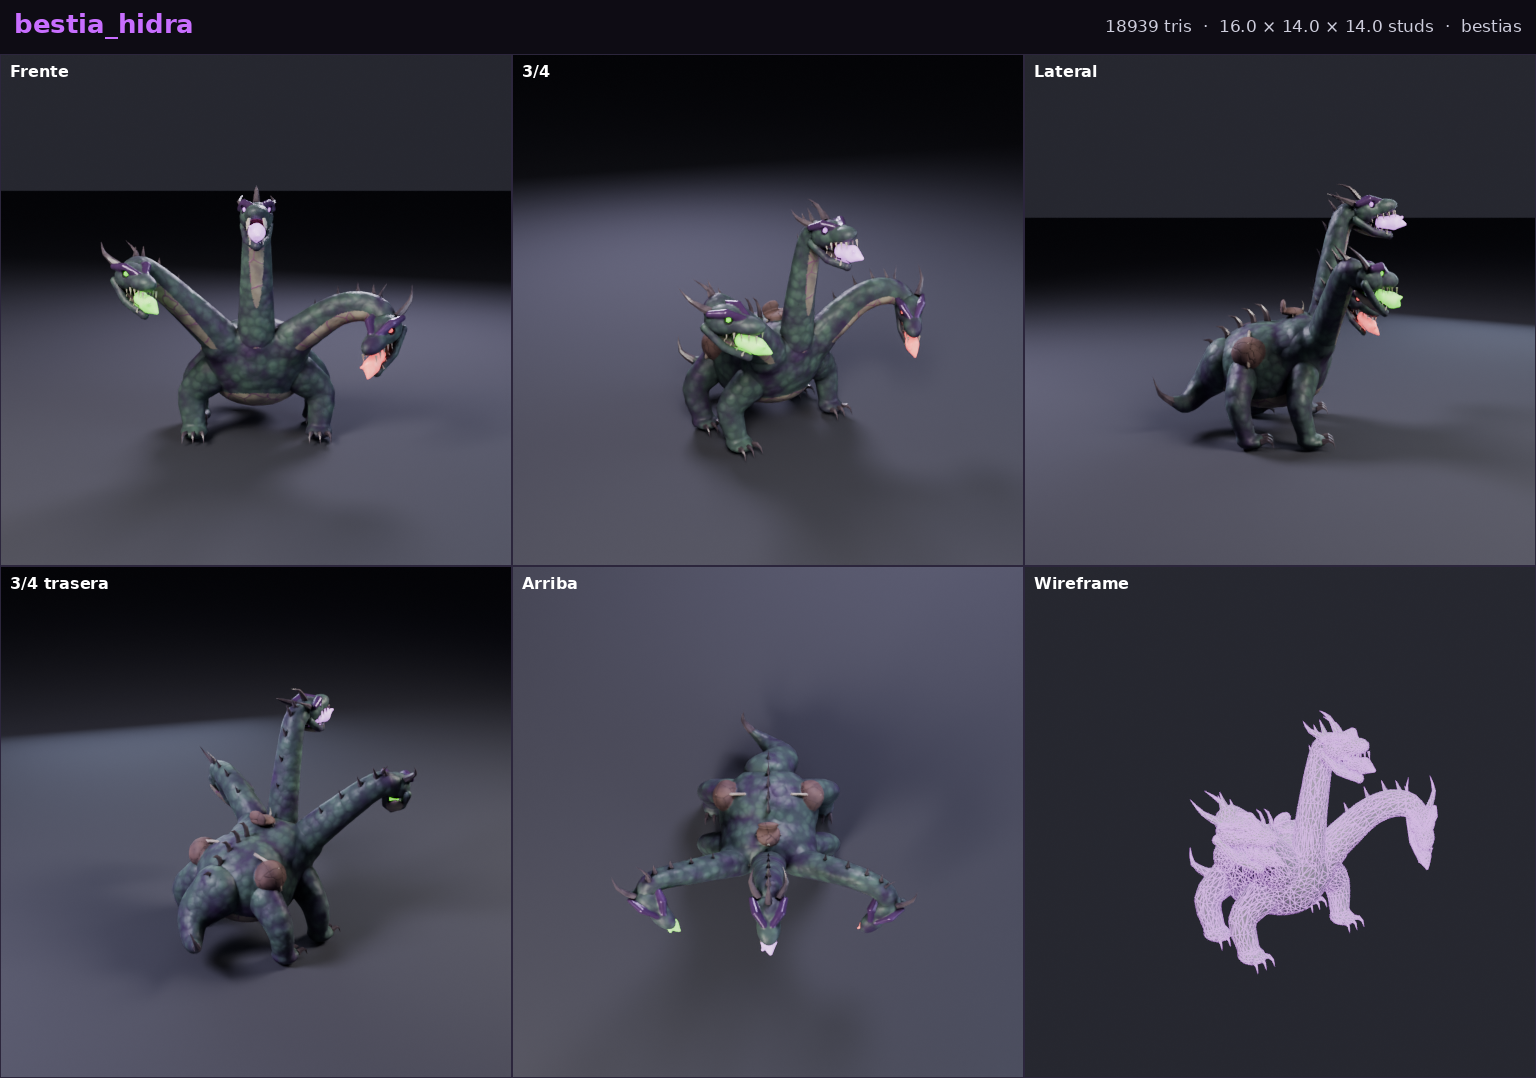 bestia_hidra
18939 tris · 16.0 × 14.0 × 14.0 studs · bestias
Frente
3/4
Lateral
3/4 trasera
Arriba
Wireframe